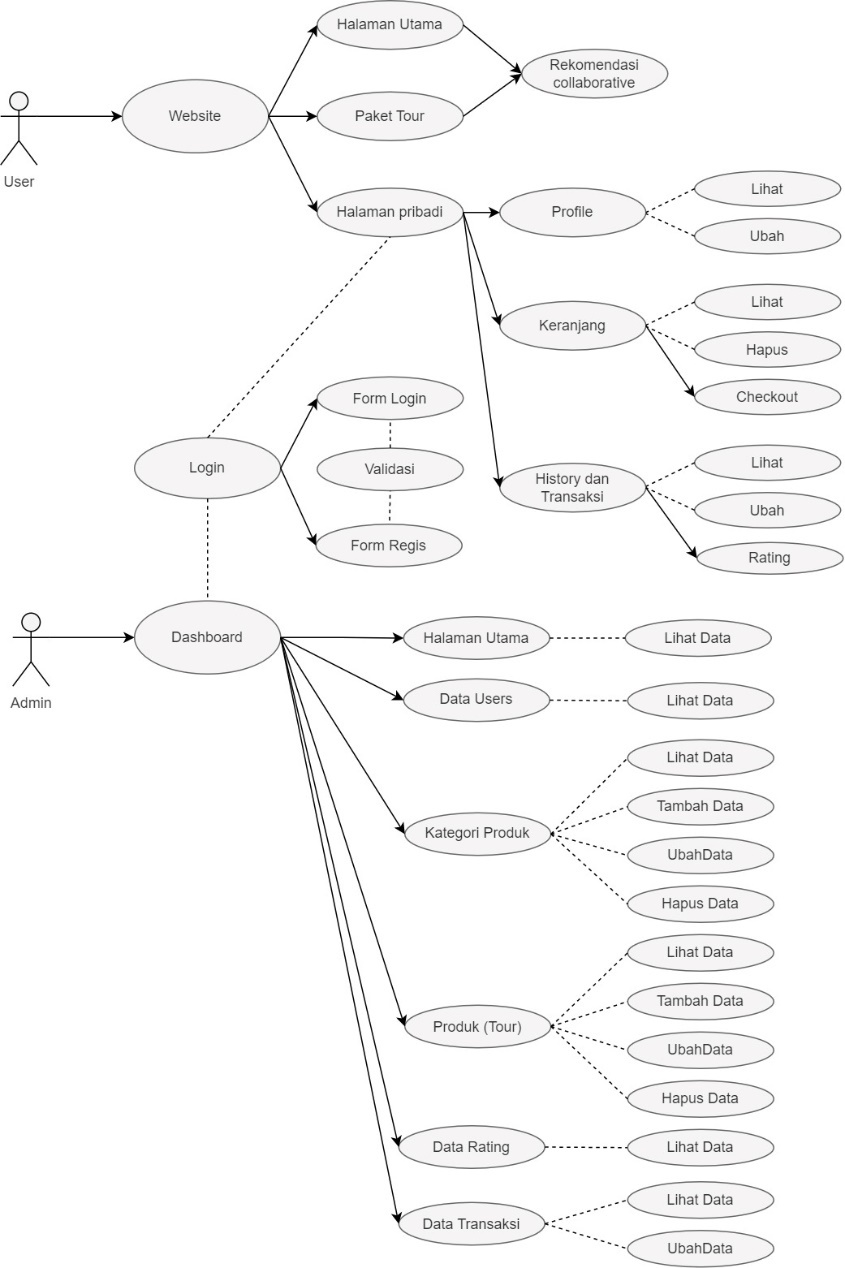 Halaman Utama
Rekomendasi
collaborative
Website
Paket Tour
User
Halaman pribadi
Profile
Lihat
Ubah
Keranjang
Lihat
Hapus
Checkout
Form Login
Login
Validasi
Form Regis
History dan
Transaksi
Lihat
Ubah
Rating
Admin
Dashboard
Halaman Utama
Lihat Data
Data Users
Lihat Data
Kategori Produk
Lihat Data
Tambah Data
UbahData
Hapus Data
Produk (Tour)
Lihat Data
Tambah Data
UbahData
Hapus Data
Data Rating
Lihat Data
Data Transaksi
Lihat Data
UbahData